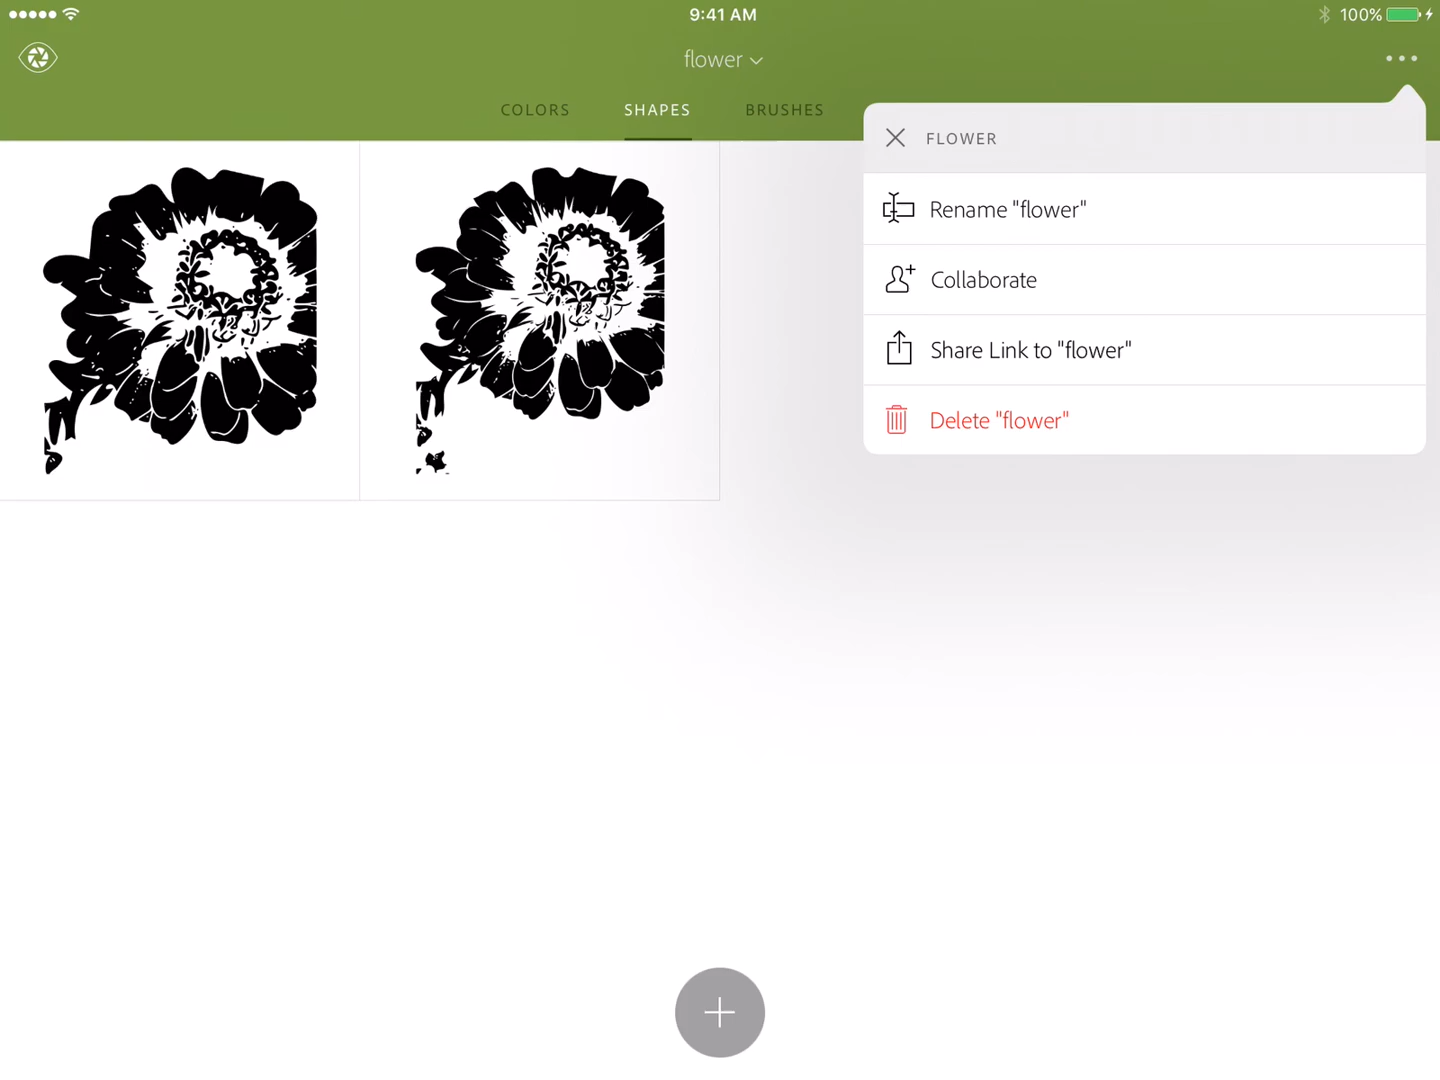 9:41 AM
100%
flower
COLORS
SHAPES
BRUSHES
FLOWER
Rename "flower"
Collaborate
Share Link to "flower"
Delete "flower"